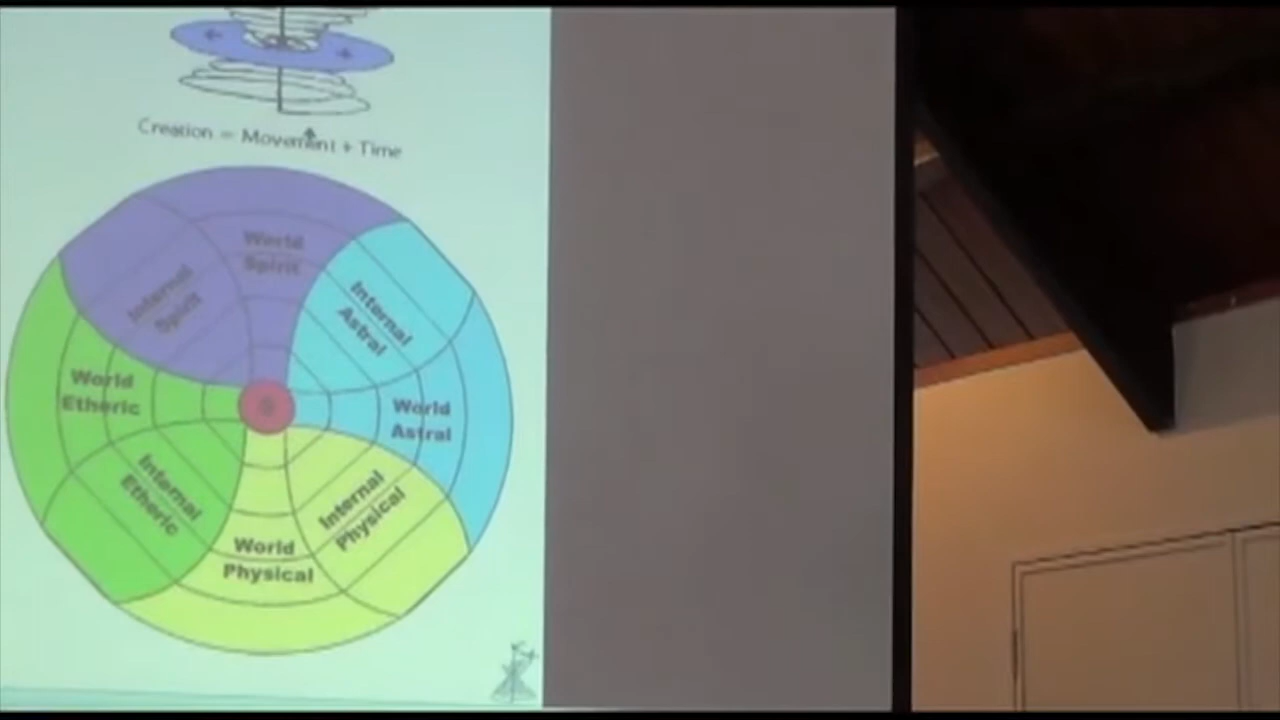 Creation = Movement + Time
World
Spirit
Internal
Spirit
Internal
Astral
World
Etheric
World
Astral
Internal
Etheric
Internal
Physical
World
Physical